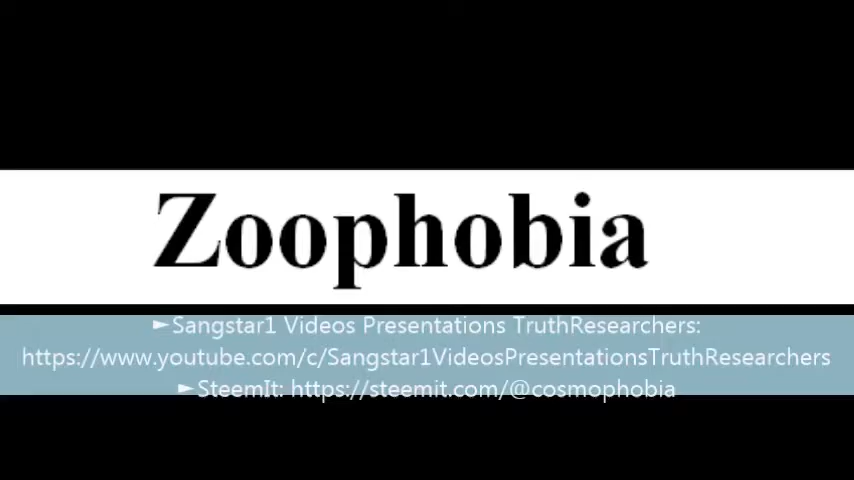 Zoophobia
►Sangstar1 Videos Presentations TruthResearchers:
https://www.youtube.com/c/Sangstar1VideosPresentationsTruthResearchers
►SteemIt: https://steemit.com/@cosmophobia